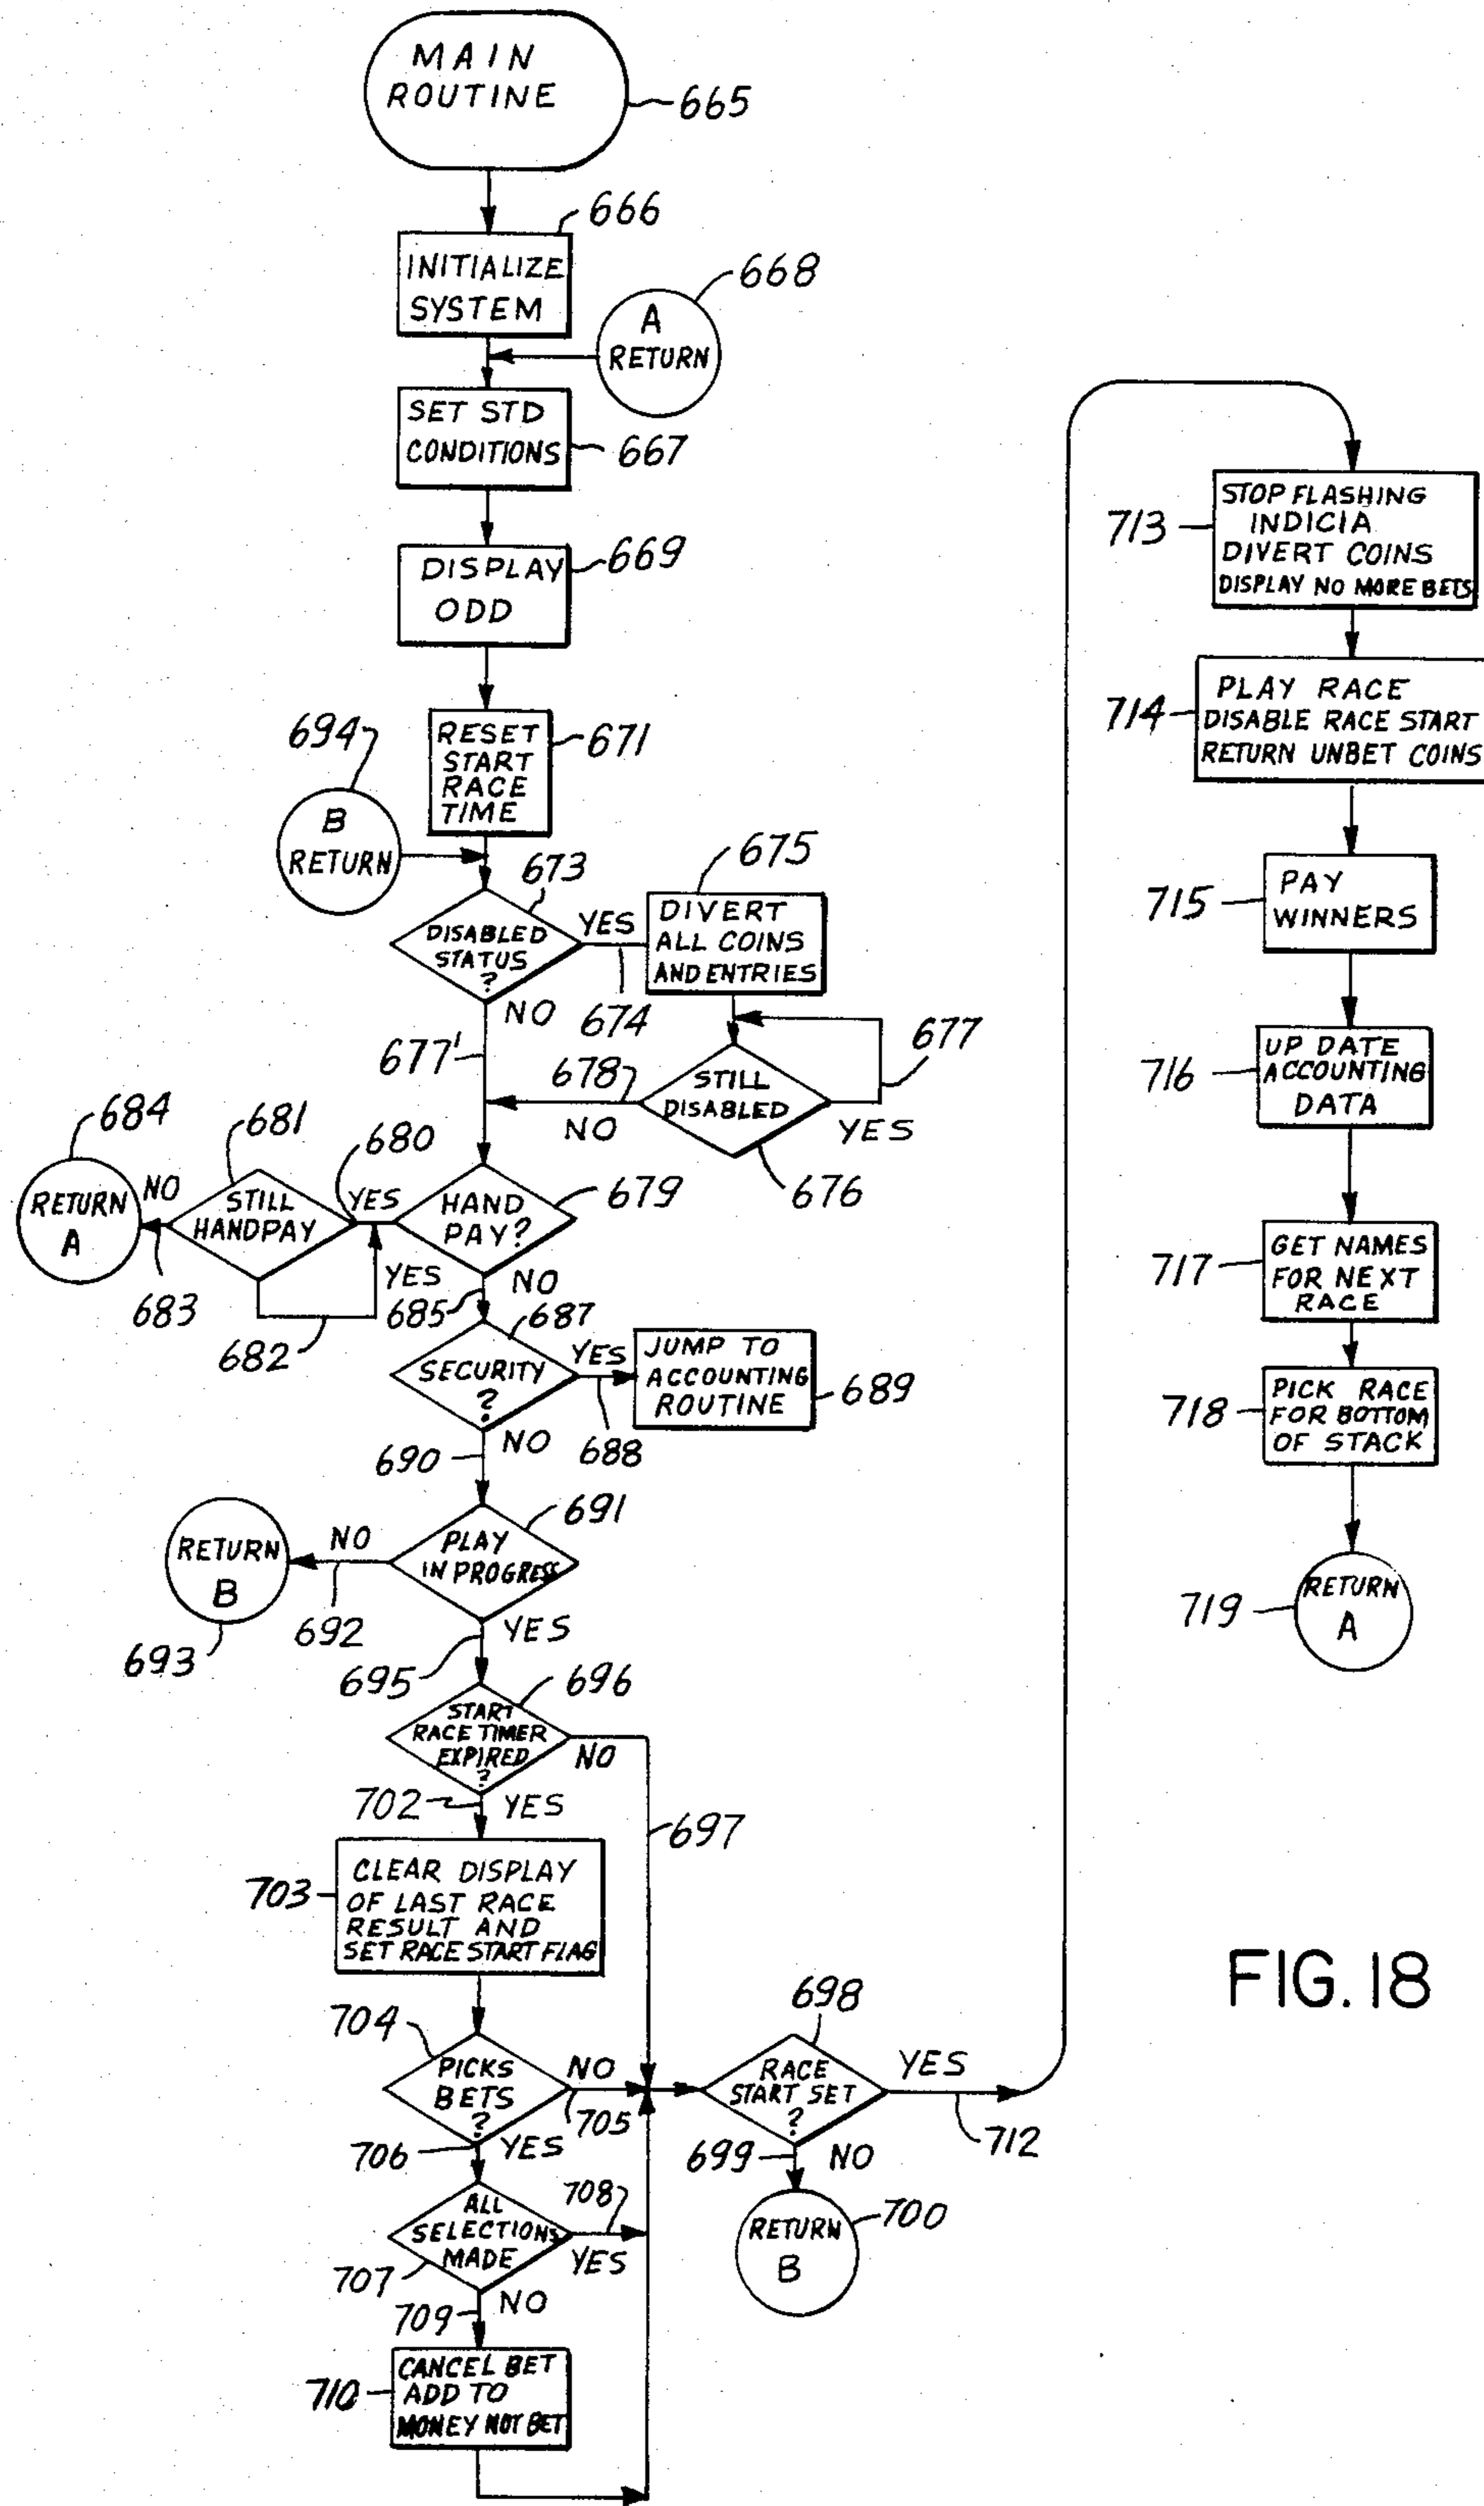 MAIN
ROUTINE
665
666
INITIALIZE
SYSTEM
668
A
RETURN
SET STD
CONDITIONS
667
DISPLAY
ODD
669
694
RESET
START
RACE
TIME
671
B
RETURN
673
675
DISABLED
STATUS
?
YES
DIVERT
ALL COINS
AND ENTRIES
NO
674
677'
678
677
STILL
DISABLED
NO
YES
676
684
681
680
RETURN
A
NO
STILL
HANDPAY
YES
HAND
PAY?
679
YES
NO
683
682
685
687
SECURITY
?
YES
JUMP TO
ACCOUNTING
ROUTINE
689
690
NO
688
691
RETURN
B
NO
PLAY
IN PROGRESS
693
692
YES
695
696
START
RACE TIMER
EXPIRED
?
NO
702
YES
697
703
CLEAR DISPLAY
OF LAST RACE
RESULT AND
SET RACE START FLAG
704
PICKS
BETS
?
NO
705
698
RACE
START SET
?
YES
712
706
YES
699
NO
ALL
SELECTIONS
MADE
708
YES
707
700
RETURN
B
709
NO
710
CANCEL BET
ADD TO
MONEY NOT BET
713
STOP FLASHING
INDICIA
DIVERT COINS
DISPLAY NO MORE BETS
714
PLAY RACE
DISABLE RACE START
RETURN UNBET COINS
715
PAY
WINNERS
716
UP DATE
ACCOUNTING
DATA
717
GET NAMES
FOR NEXT
RACE
718
PICK RACE
FOR BOTTOM
OF STACK
719
RETURN
A
FIG. 18